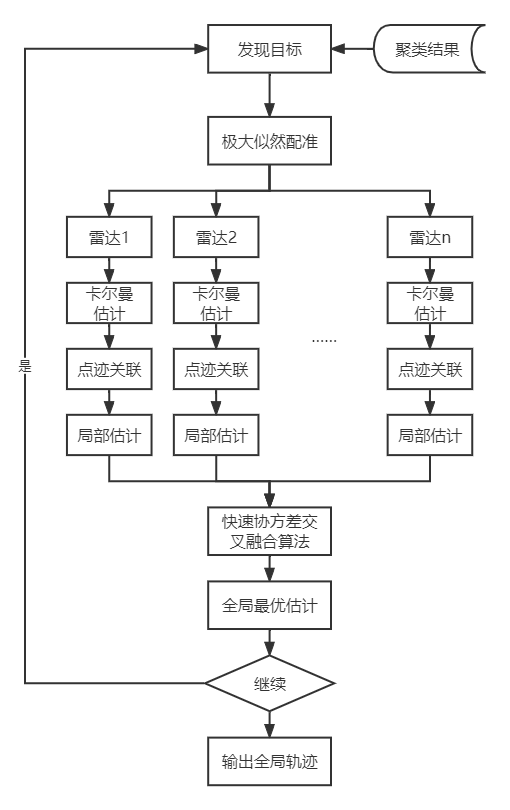 发现目标
聚类结果
极大似然配准
雷达1
雷达2
雷达n
卡尔曼
估计
卡尔曼
估计
卡尔曼
估计
......
是
点迹关联
点迹关联
点迹关联
局部估计
局部估计
局部估计
快速协方差交
叉融合算法
全局最优估计
继续
输出全局轨迹